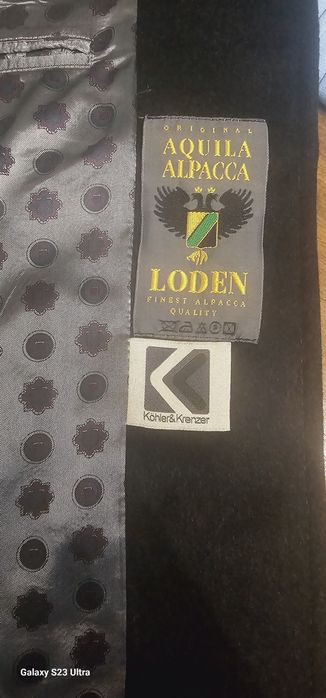 ORIGINAL
AQUILA
ALPACCA
LODEN
FINEST ALPACCA
QUALITY
Köhler&Krenzer
Galaxy S23 Ultra